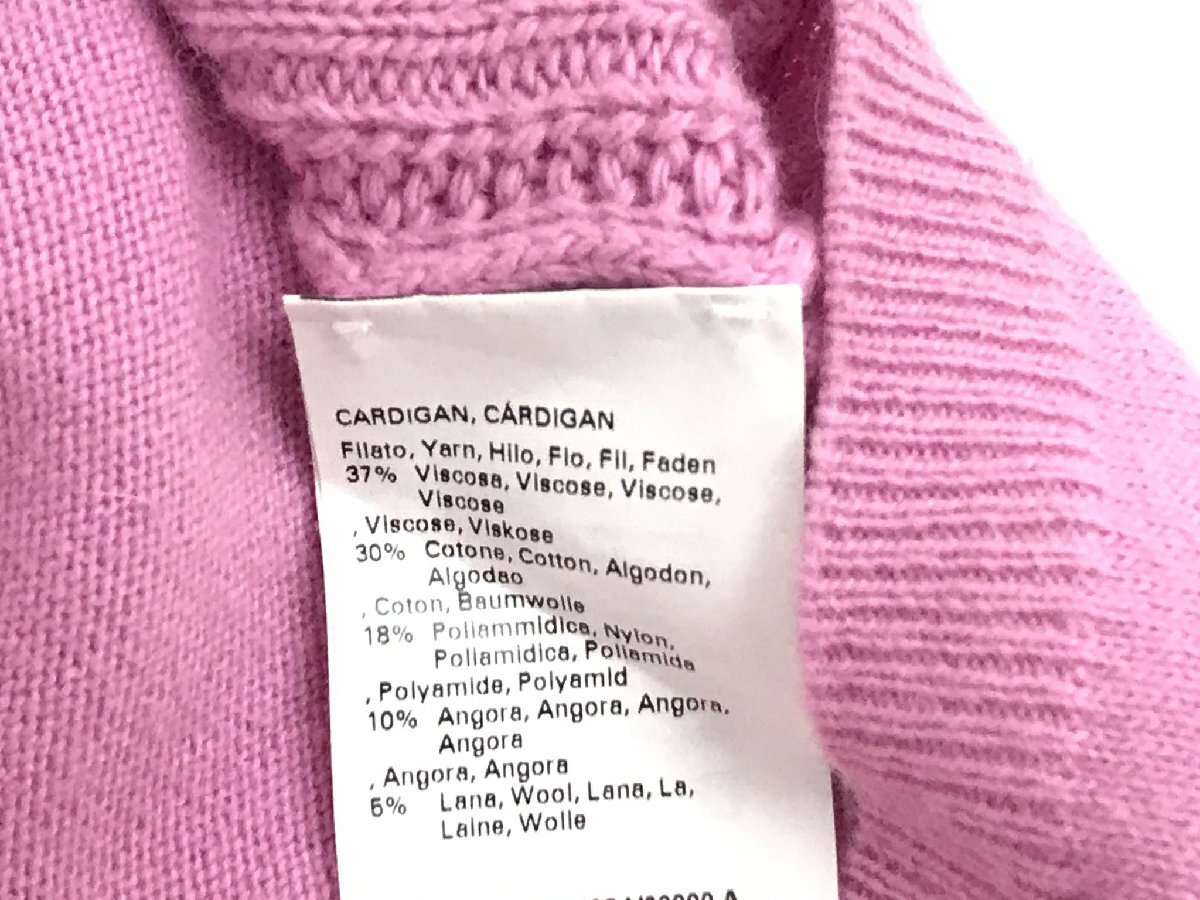 CARDIGAN, CÁRDIGAN
Filato, Yarn, Hilo, Fio, Fil, Faden
37% Viscosa, Viscose, Viscose,
Viscose
, Viscose, Viskose
30% Cotone, Cotton, Algodon,
Algodao
, Coton, Baumwolle
18% Poliammidica, Nylon,
Poliamidica, Poliamida
, Polyamide, Polyamid
10% Angora, Angora, Angora,
Angora
, Angora, Angora
5% Lana, Wool, Lana, La,
Laine, Wolle